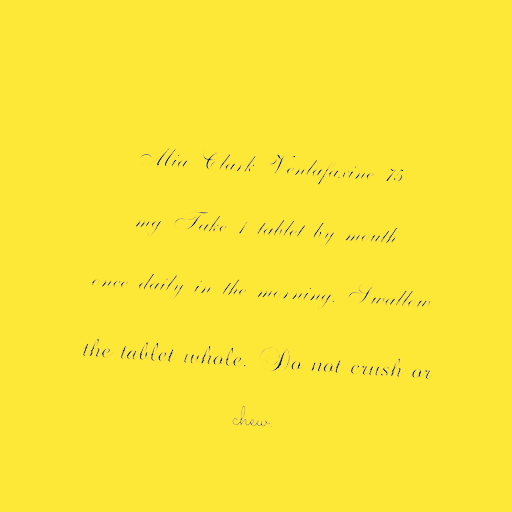 Mia Clark Venlafaxine 75
mg Take 1 tablet by mouth
once daily in the morning. Swallow
the tablet whole. Do not crush or
chew.